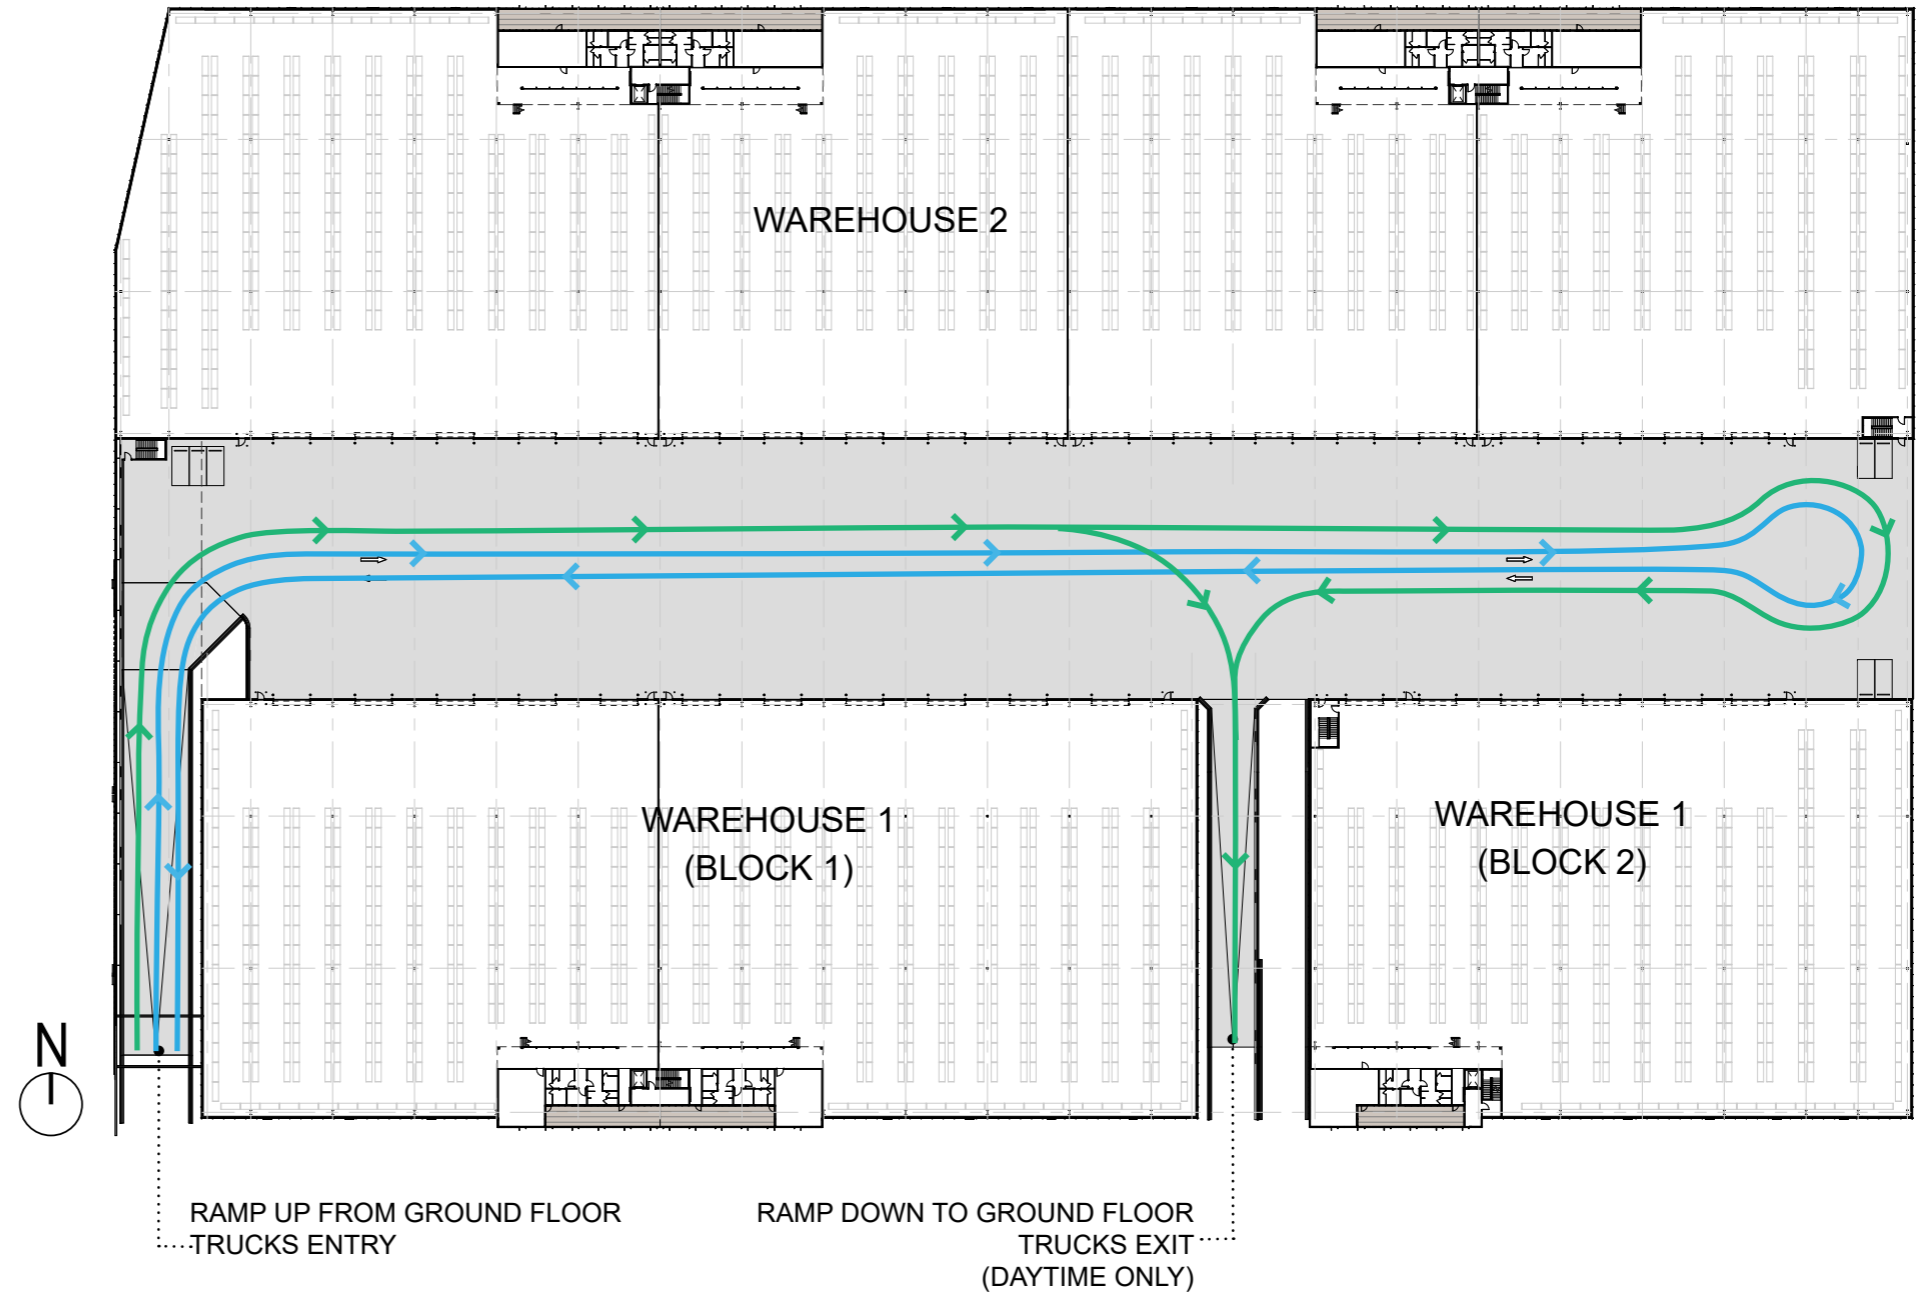 WAREHOUSE 2
WAREHOUSE 1
(BLOCK 1)
WAREHOUSE 1
(BLOCK 2)
N
RAMP UP FROM GROUND FLOOR
TRUCKS ENTRY
RAMP DOWN TO GROUND FLOOR
TRUCKS EXIT
(DAYTIME ONLY)